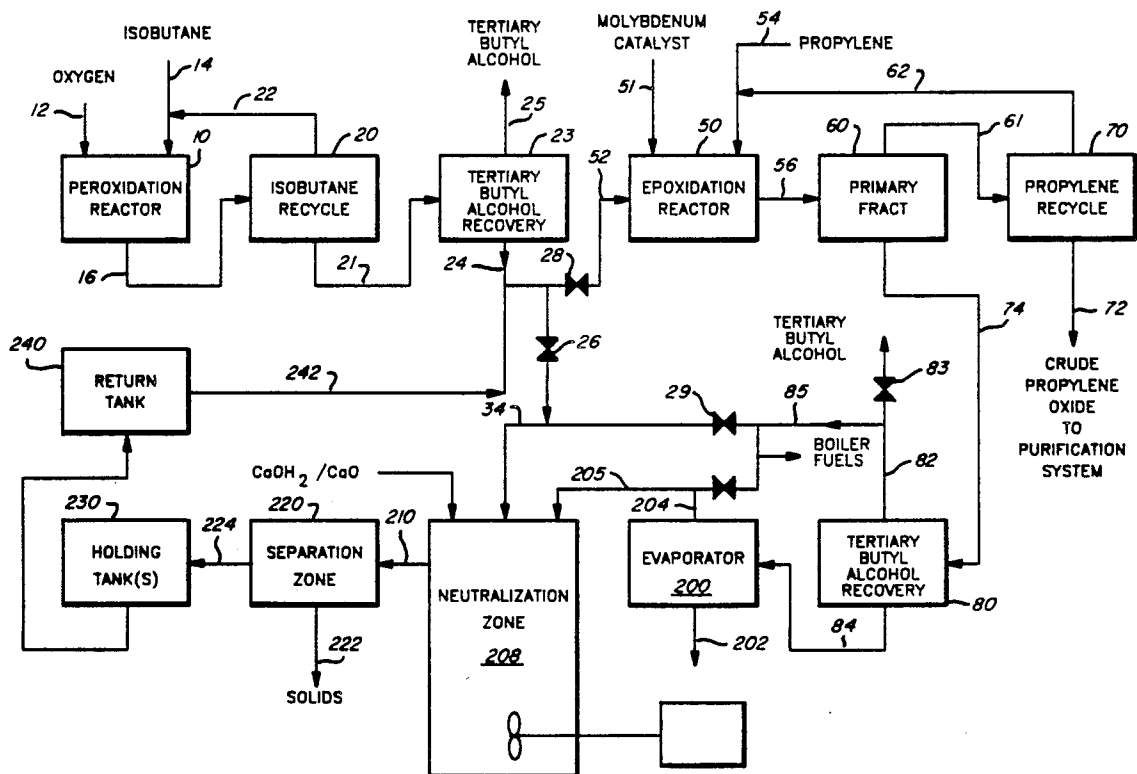 ISOBUTANE
OXYGEN
12
14
22
10
PEROXIDATION
REACTOR
16
20
ISOBUTANE
RECYCLE
21
TERTIARY
BUTYL
ALCOHOL
25
23
TERTIARY
BUTYL
ALCOHOL
RECOVERY
24
28
26
52
MOLYBDENUM
CATALYST
51
54
PROPYLENE
62
50
EPOXIDATION
REACTOR
56
60
PRIMARY
FRACT
61
70
PROPYLENE
RECYCLE
74
72
CRUDE
PROPYLENE
OXIDE
TO
PURIFICATION
SYSTEM
240
RETURN
TANK
242
34
29
85
TERTIARY
BUTYL
ALCOHOL
83
BOILER
FUELS
82
CaOH2 /CaO
205
204
230
HOLDING
TANK(S)
224
220
SEPARATION
ZONE
210
222
SOLIDS
NEUTRALIZATION
ZONE
208
EVAPORATOR
200
202
TERTIARY
BUTYL
ALCOHOL
RECOVERY
80
84